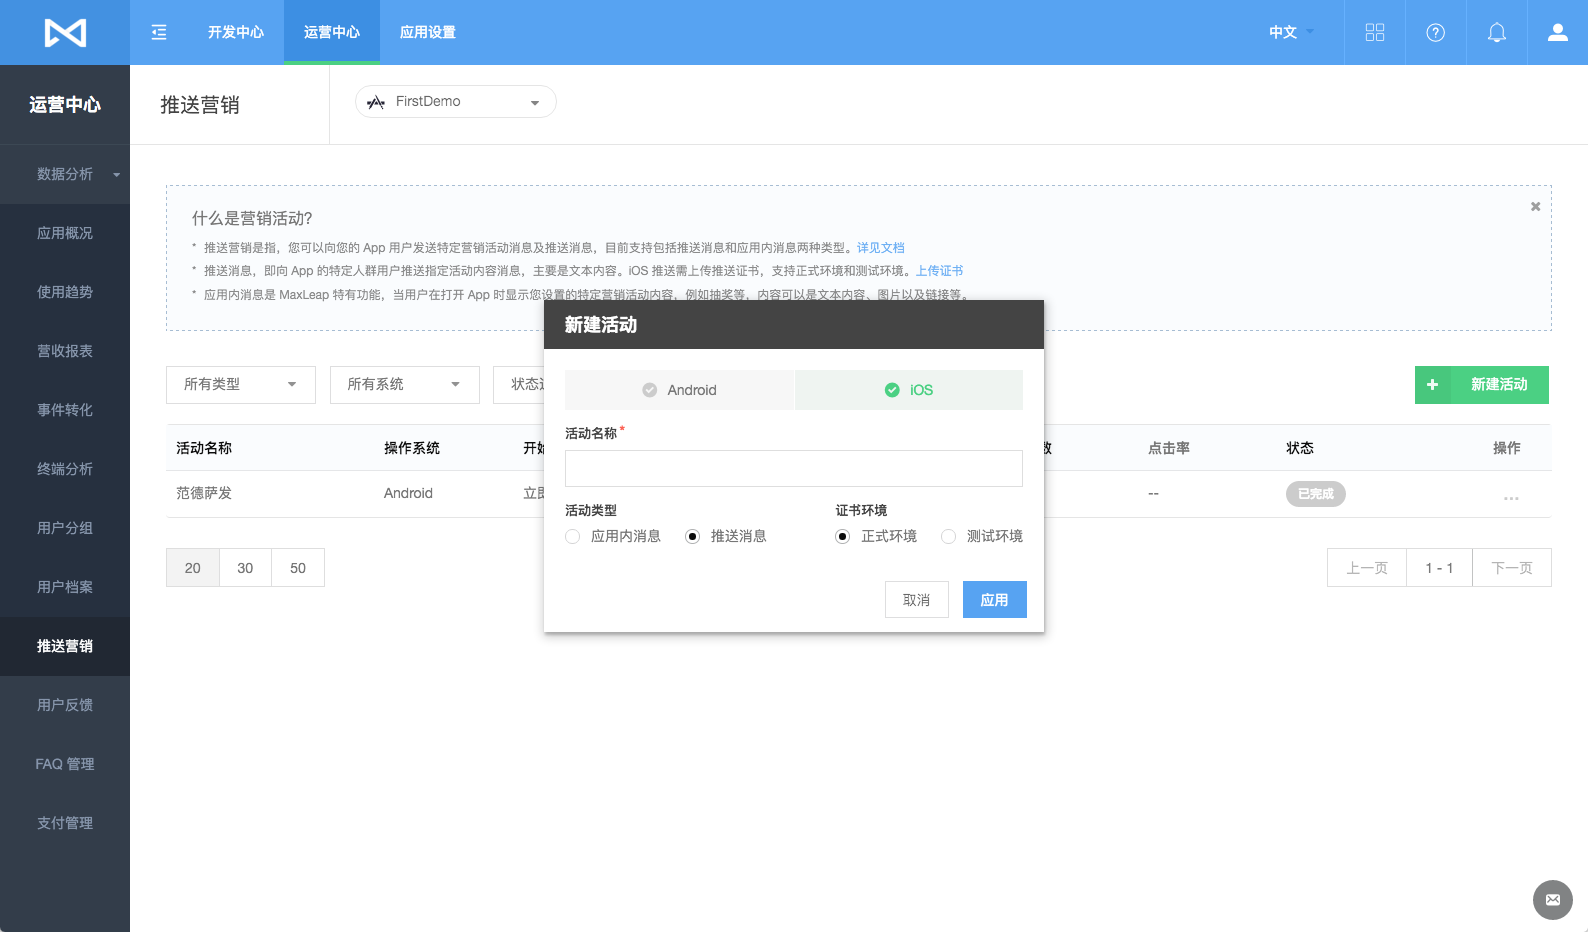 开发中心 运营中心 应用设置 中文
运营中心
推送营销
FirstDemo
数据分析
应用概况
使用趋势
营收报表
事件转化
终端分析
用户分组
用户档案
推送营销
用户反馈
FAQ 管理
支付管理
什么是营销活动?
* 推送营销是指，您可以向您的 App 用户发送特定营销活动消息及推送消息，目前支持包括推送消息和应用内消息两种类型。详见文档
* 推送消息，即向 App 的特定人群用户推送指定活动内容消息，主要是文本内容。iOS 推送需上传推送证书，支持正式环境和测试环境。上传证书
* 应用内消息是 MaxLeap 特有功能，当用户在打开 App 时显示您设置的特定营销活动内容，例如抽奖等，内容可以是文本内容、图片以及链接等。
所有类型 所有系统 状态 + 新建活动
活动名称 操作系统 开 数 点击率 状态 操作
范德萨发 Android 立 -- 已完成 ...
20 30 50
上一页 1 - 1 下一页
新建活动
Android iOS
活动名称*
活动类型 证书环境
应用内消息 推送消息 正式环境 测试环境
取消 应用